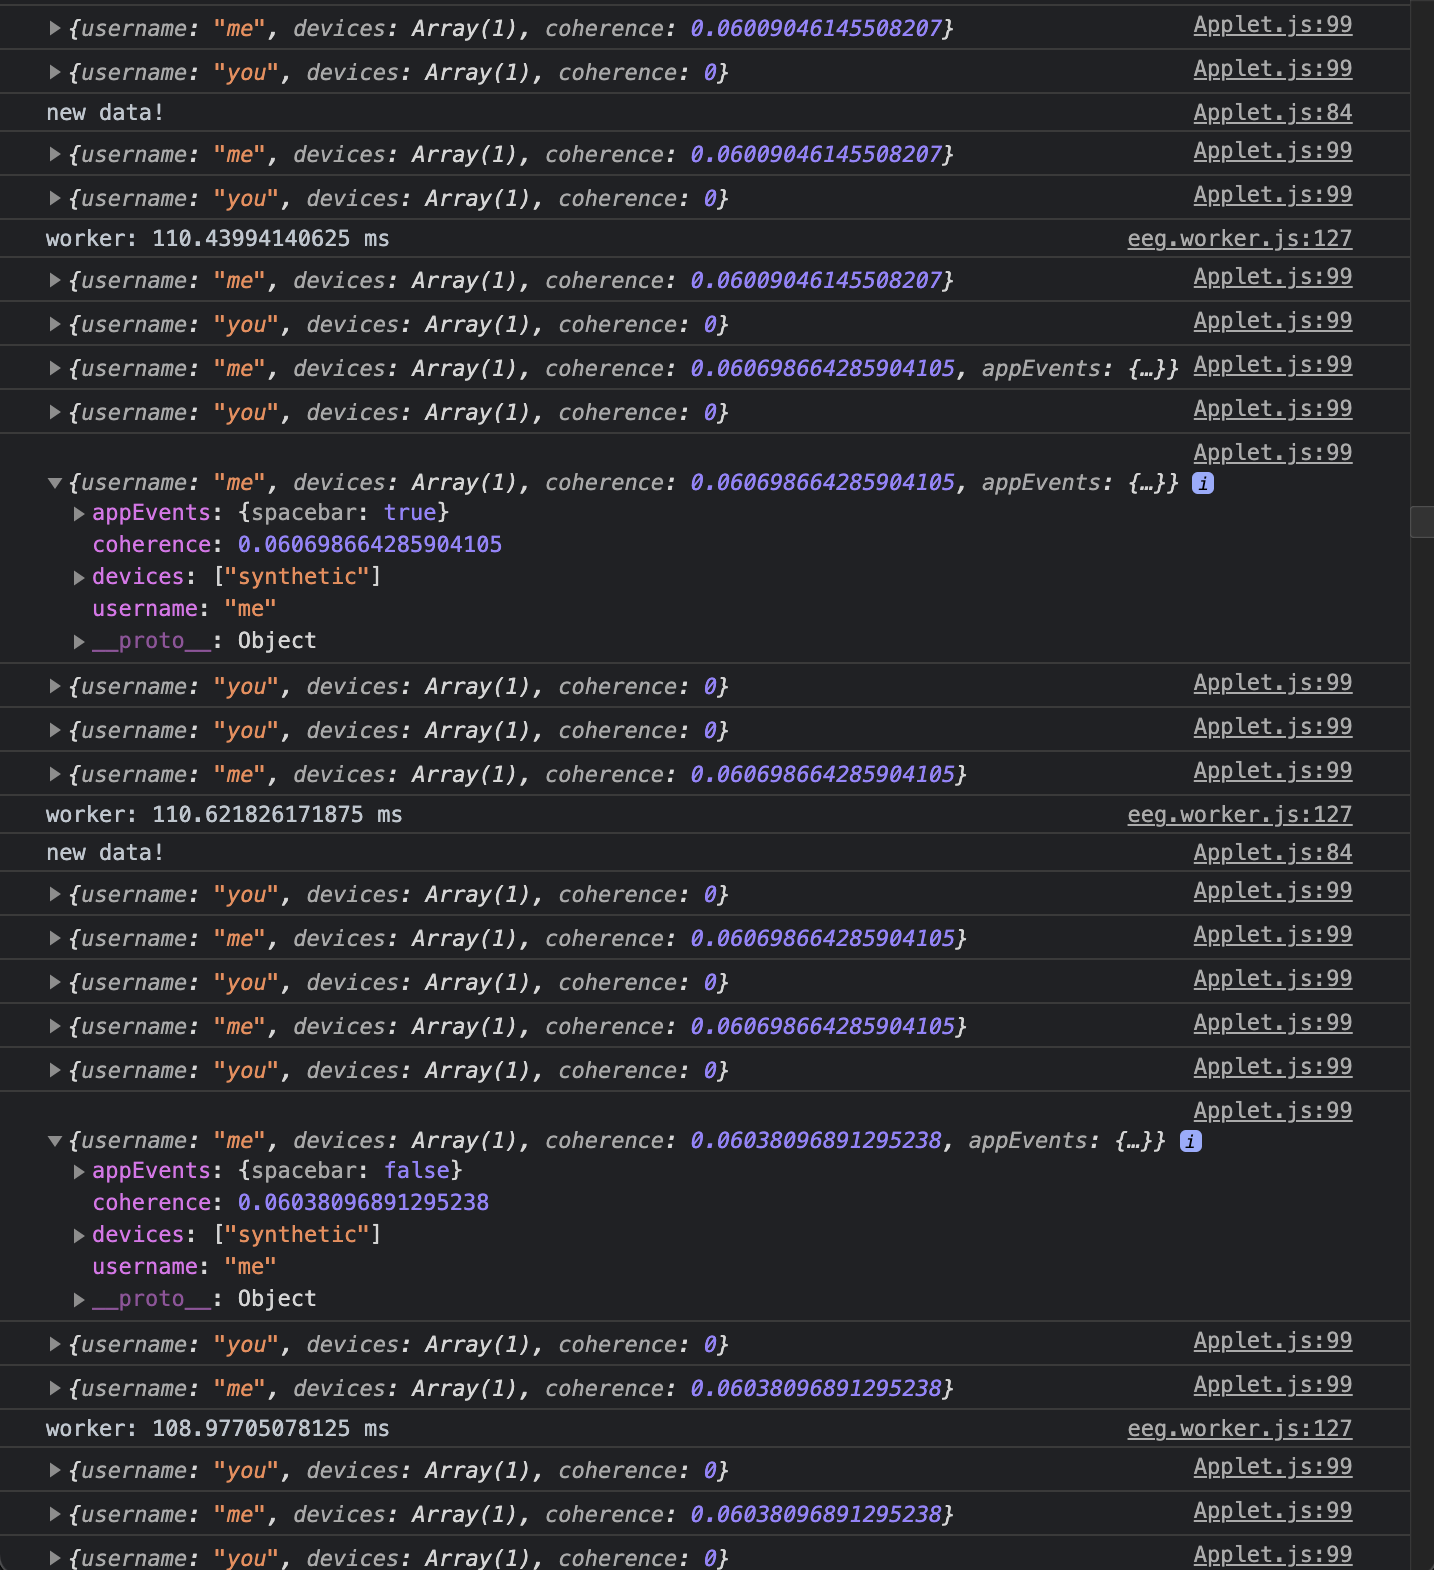 {username: "me", devices: Array(1), coherence: 0.06009046145508207} Applet.js:99
{username: "you", devices: Array(1), coherence: 0} Applet.js:99
new data! Applet.js:84
{username: "me", devices: Array(1), coherence: 0.06009046145508207} Applet.js:99
{username: "you", devices: Array(1), coherence: 0} Applet.js:99
worker: 110.43994140625 ms eeg.worker.js:127
{username: "me", devices: Array(1), coherence: 0.06009046145508207} Applet.js:99
{username: "you", devices: Array(1), coherence: 0} Applet.js:99
{username: "me", devices: Array(1), coherence: 0.060698664285904105, appEvents: {…}} Applet.js:99
{username: "you", devices: Array(1), coherence: 0} Applet.js:99
Applet.js:99
{username: "me", devices: Array(1), coherence: 0.060698664285904105, appEvents: {…}} i
appEvents: {spacebar: true}
coherence: 0.060698664285904105
devices: ["synthetic"]
username: "me"
__proto__: Object
{username: "you", devices: Array(1), coherence: 0} Applet.js:99
{username: "you", devices: Array(1), coherence: 0} Applet.js:99
{username: "me", devices: Array(1), coherence: 0.060698664285904105} Applet.js:99
worker: 110.621826171875 ms eeg.worker.js:127
new data! Applet.js:84
{username: "you", devices: Array(1), coherence: 0} Applet.js:99
{username: "me", devices: Array(1), coherence: 0.060698664285904105} Applet.js:99
{username: "you", devices: Array(1), coherence: 0} Applet.js:99
{username: "me", devices: Array(1), coherence: 0.060698664285904105} Applet.js:99
{username: "you", devices: Array(1), coherence: 0} Applet.js:99
Applet.js:99
{username: "me", devices: Array(1), coherence: 0.06038096891295238, appEvents: {…}} i
appEvents: {spacebar: false}
coherence: 0.06038096891295238
devices: ["synthetic"]
username: "me"
__proto__: Object
{username: "you", devices: Array(1), coherence: 0} Applet.js:99
{username: "me", devices: Array(1), coherence: 0.06038096891295238} Applet.js:99
worker: 108.97705078125 ms eeg.worker.js:127
{username: "you", devices: Array(1), coherence: 0} Applet.js:99
{username: "me", devices: Array(1), coherence: 0.06038096891295238} Applet.js:99
{username: "you", devices: Array(1), coherence: 0} Applet.js:99